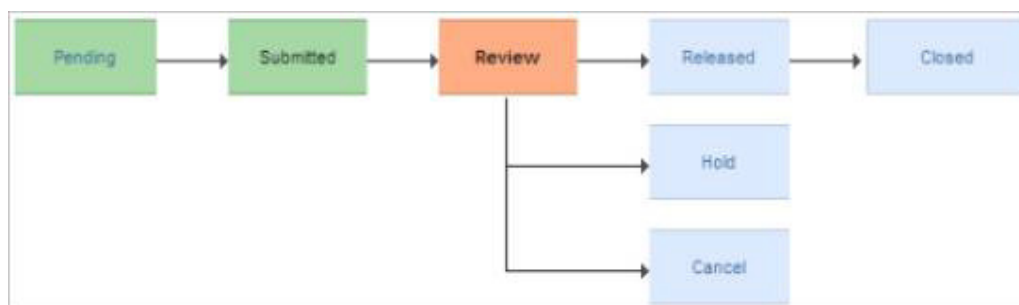 Pending
Submitted
Review
Released
Closed
Hold
Cancel